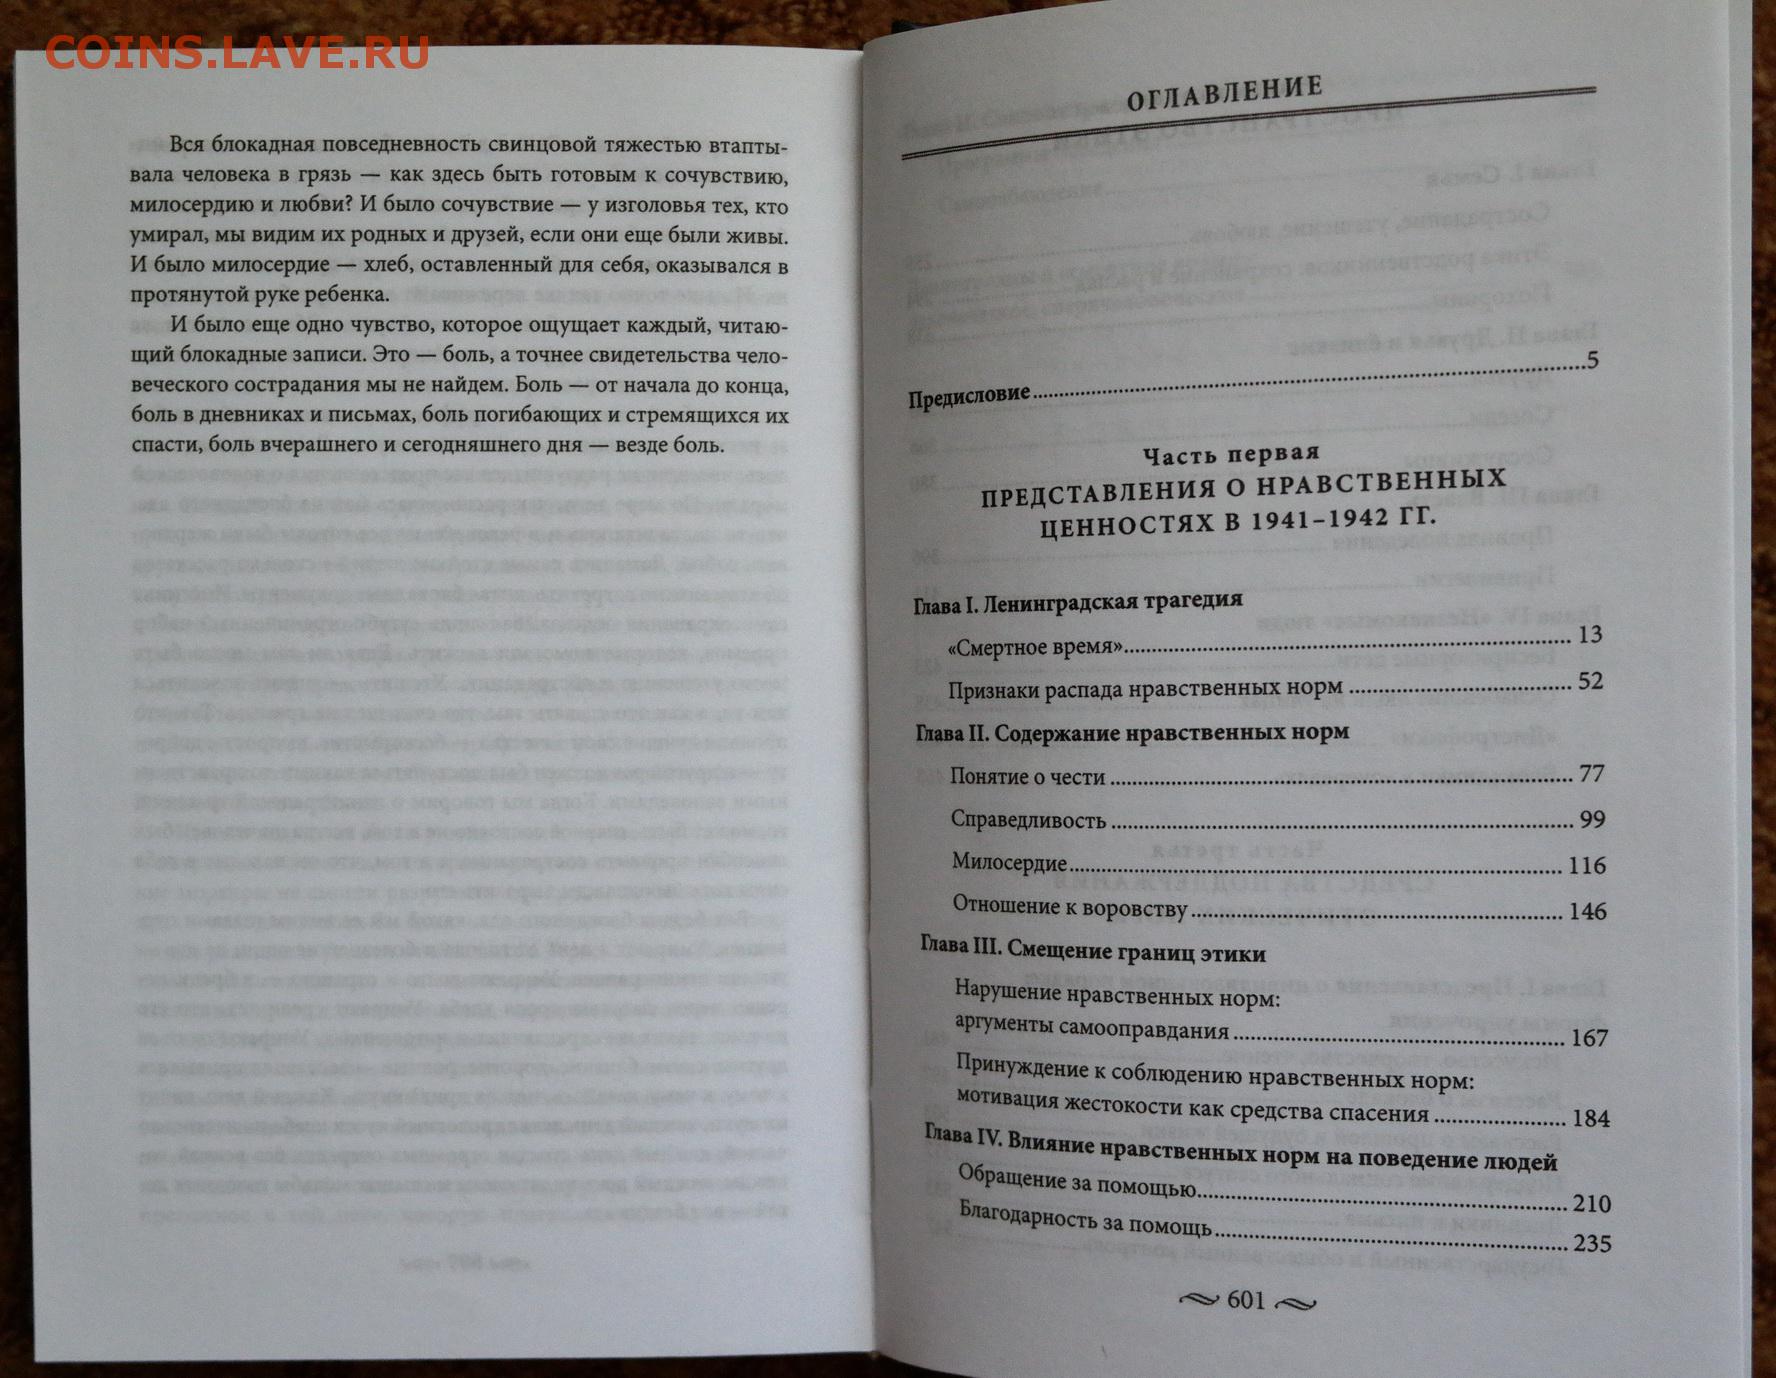 COINS.LAVE.RU
Вся блокадная повседневность свинцовой тяжестью втапты-
вала человека в грязь — как здесь быть готовым к сочувствию,
милосердию и любви? И было сочувствие — у изголовья тех, кто
умирал, мы видим их родных и друзей, если они еще были живы.
И было милосердие — хлеб, оставленный для себя, оказывался в
протянутой руке ребенка.
И было еще одно чувство, которое ощущает каждый, читаю-
щий блокадные записи. Это — боль, а точнее свидетельства чело-
веческого сострадания мы не найдем. Боль — от начала до конца,
боль в дневниках и письмах, боль погибающих и стремящихся их
спасти, боль вчерашнего и сегодняшнего дня — везде боль.
ОГЛАВЛЕНИЕ
Предисловие ........ 5
Часть первая
ПРЕДСТАВЛЕНИЯ О НРАВСТВЕННЫХ
ЦЕННОСТЯХ В 1941–1942 ГГ.
Глава I. Ленинградская трагедия
«Смертное время» ........ 13
Признаки распада нравственных норм ........ 52
Глава II. Содержание нравственных норм
Понятие о чести ........ 77
Справедливость ........ 99
Милосердие ........ 116
Отношение к воровству ........ 146
Глава III. Смещение границ этики
Нарушение нравственных норм:
аргументы самооправдания ........ 167
Принуждение к соблюдению нравственных норм:
мотивация жестокости как средства спасения ........ 184
Глава IV. Влияние нравственных норм на поведение людей
Обращение за помощью ........ 210
Благодарность за помощь ........ 235
601